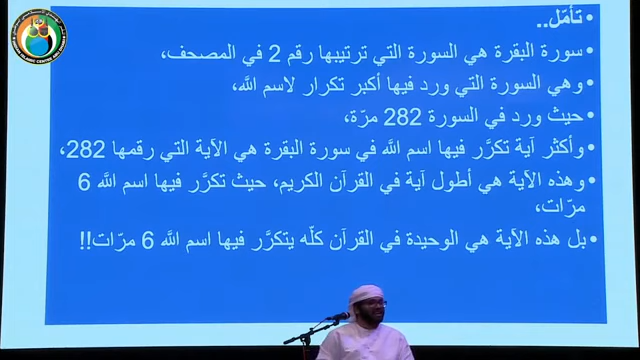 تأمّل..
سورة البقرة هي السورة التي ترتيبها رقم 2 في المصحف،
وهي السورة التي ورد فيها أكبر تكرار لاسم الله،
حيث ورد في السورة 282 مرّة،
وأكثر آية تكرَّر فيها اسم الله في سورة البقرة هي الآية التي رقمها 282،
وهذه الآية هي أطول آية في القرآن الكريم، حيث تكرَّر فيها اسم الله 6
مرّات،
بل هذه الآية هي الوحيدة في القرآن كلّه يتكرَّر فيها اسم الله 6 مرّات!!